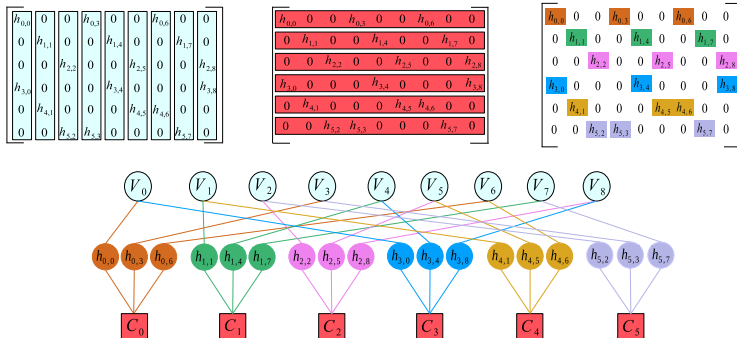 h0,0 0 0 h0,3 0 0 h0,6 0 0
0 h1,1 0 0 h1,4 0 0 h1,7 0
0 0 h2,2 0 0 h2,5 0 0 h2,8
h3,0 0 0 0 h3,4 0 0 0 h3,8
0 h4,1 0 0 0 h4,5 h4,6 0 0
0 0 h5,2 h5,3 0 0 0 h5,7 0
h0,0 0 0 h0,3 0 0 h0,6 0 0
0 h1,1 0 0 h1,4 0 0 h1,7 0
0 0 h2,2 0 0 h2,5 0 0 h2,8
h3,0 0 0 0 h3,4 0 0 0 h3,8
0 h4,1 0 0 0 h4,5 h4,6 0 0
0 0 h5,2 h5,3 0 0 0 h5,7 0
h0,0 0 0 h0,3 0 0 h0,6 0 0
0 h1,1 0 0 h1,4 0 0 h1,7 0
0 0 h2,2 0 0 h2,5 0 0 h2,8
h3,0 0 0 0 h3,4 0 0 0 h3,8
0 h4,1 0 0 0 h4,5 h4,6 0 0
0 0 h5,2 h5,3 0 0 0 h5,7 0
V0 V1 V2 V3 V4 V5 V6 V7 V8
h0,0 h0,3 h0,6 h1,1 h1,4 h1,7 h2,2 h2,5 h2,8 h3,0 h3,4 h3,8 h4,1 h4,5 h4,6 h5,2 h5,3 h5,7
C0 C1 C2 C3 C4 C5